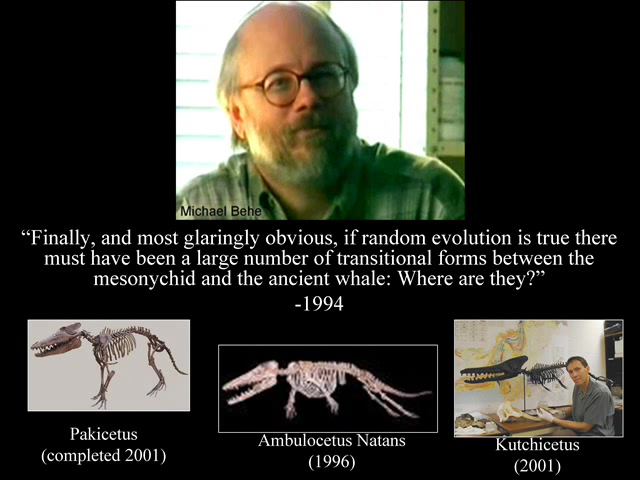 Michael Behe
“Finally, and most glaringly obvious, if random evolution is true there
must have been a large number of transitional forms between the
mesonychid and the ancient whale: Where are they?”
-1994
Pakicetus
(completed 2001)
Ambulocetus Natans
(1996)
Kutchicetus
(2001)